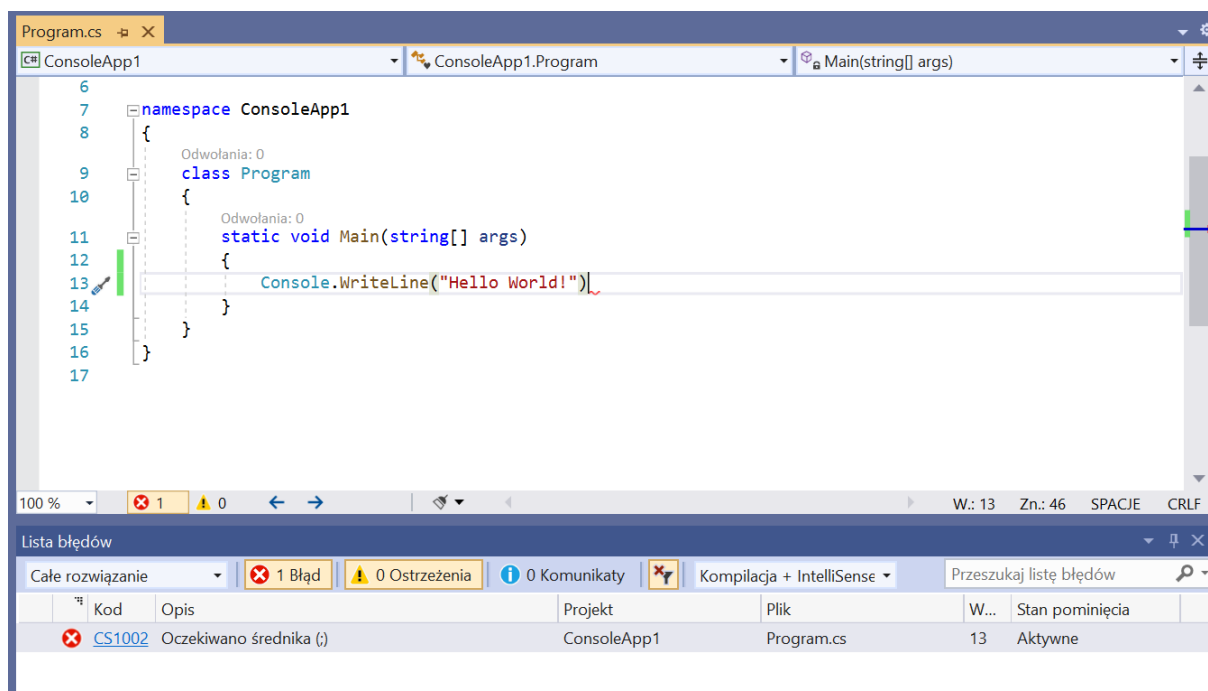 Program.cs
C# ConsoleApp1 ConsoleApp1.Program Main(string[] args)
6
7 namespace ConsoleApp1
8 {
Odwołania: 0
9 class Program
10 {
Odwołania: 0
11 static void Main(string[] args)
12 {
13 Console.WriteLine("Hello World!")
14 }
15 }
16 }
17
100 % 1 0 W.: 13 Zn.: 46 SPACJE CRLF
Lista błędów
Całe rozwiązanie 1 Błąd 0 Ostrzeżenia 0 Komunikaty Kompilacja + IntelliSense Przeszukaj listę błędów
Kod Opis Projekt Plik W... Stan pominięcia
CS1002 Oczekiwano średnika (;) ConsoleApp1 Program.cs 13 Aktywne